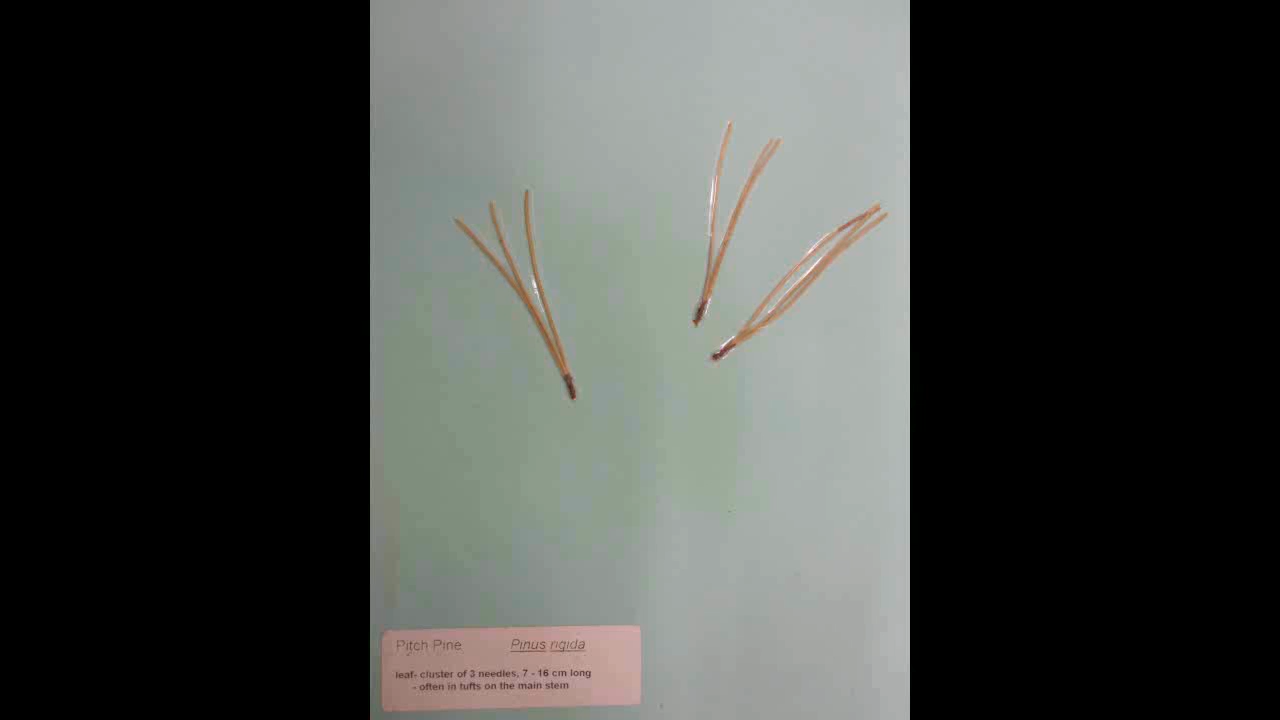 Pitch Pine Pinus rigida
leaf- cluster of 3 needles, 7 - 16 cm long
- often in tufts on the main stem